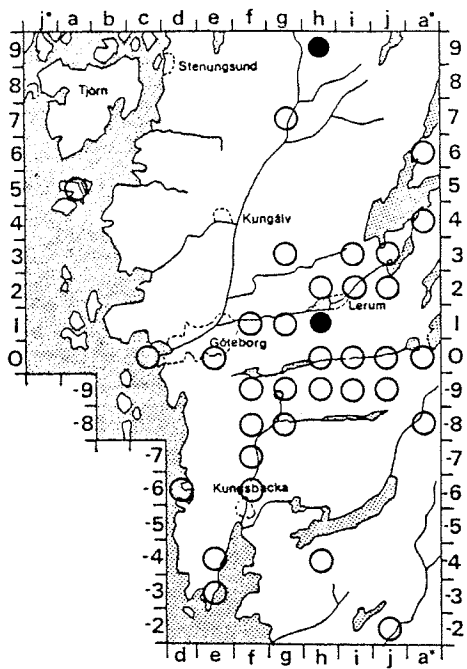 j* a b c d e f g h i j a*
9 9
8 8
7 7
6 6
5 5
4 4
3 3
2 2
1 1
0 0
-9 -9
-8 -8
-7 -7
-6 -6
-5 -5
-4 -4
-3 -3
-2 -2
Stenungsund
Tjörn
Kungälv
Lerum
Göteborg
Kungsbacka
d e f g h i j a*